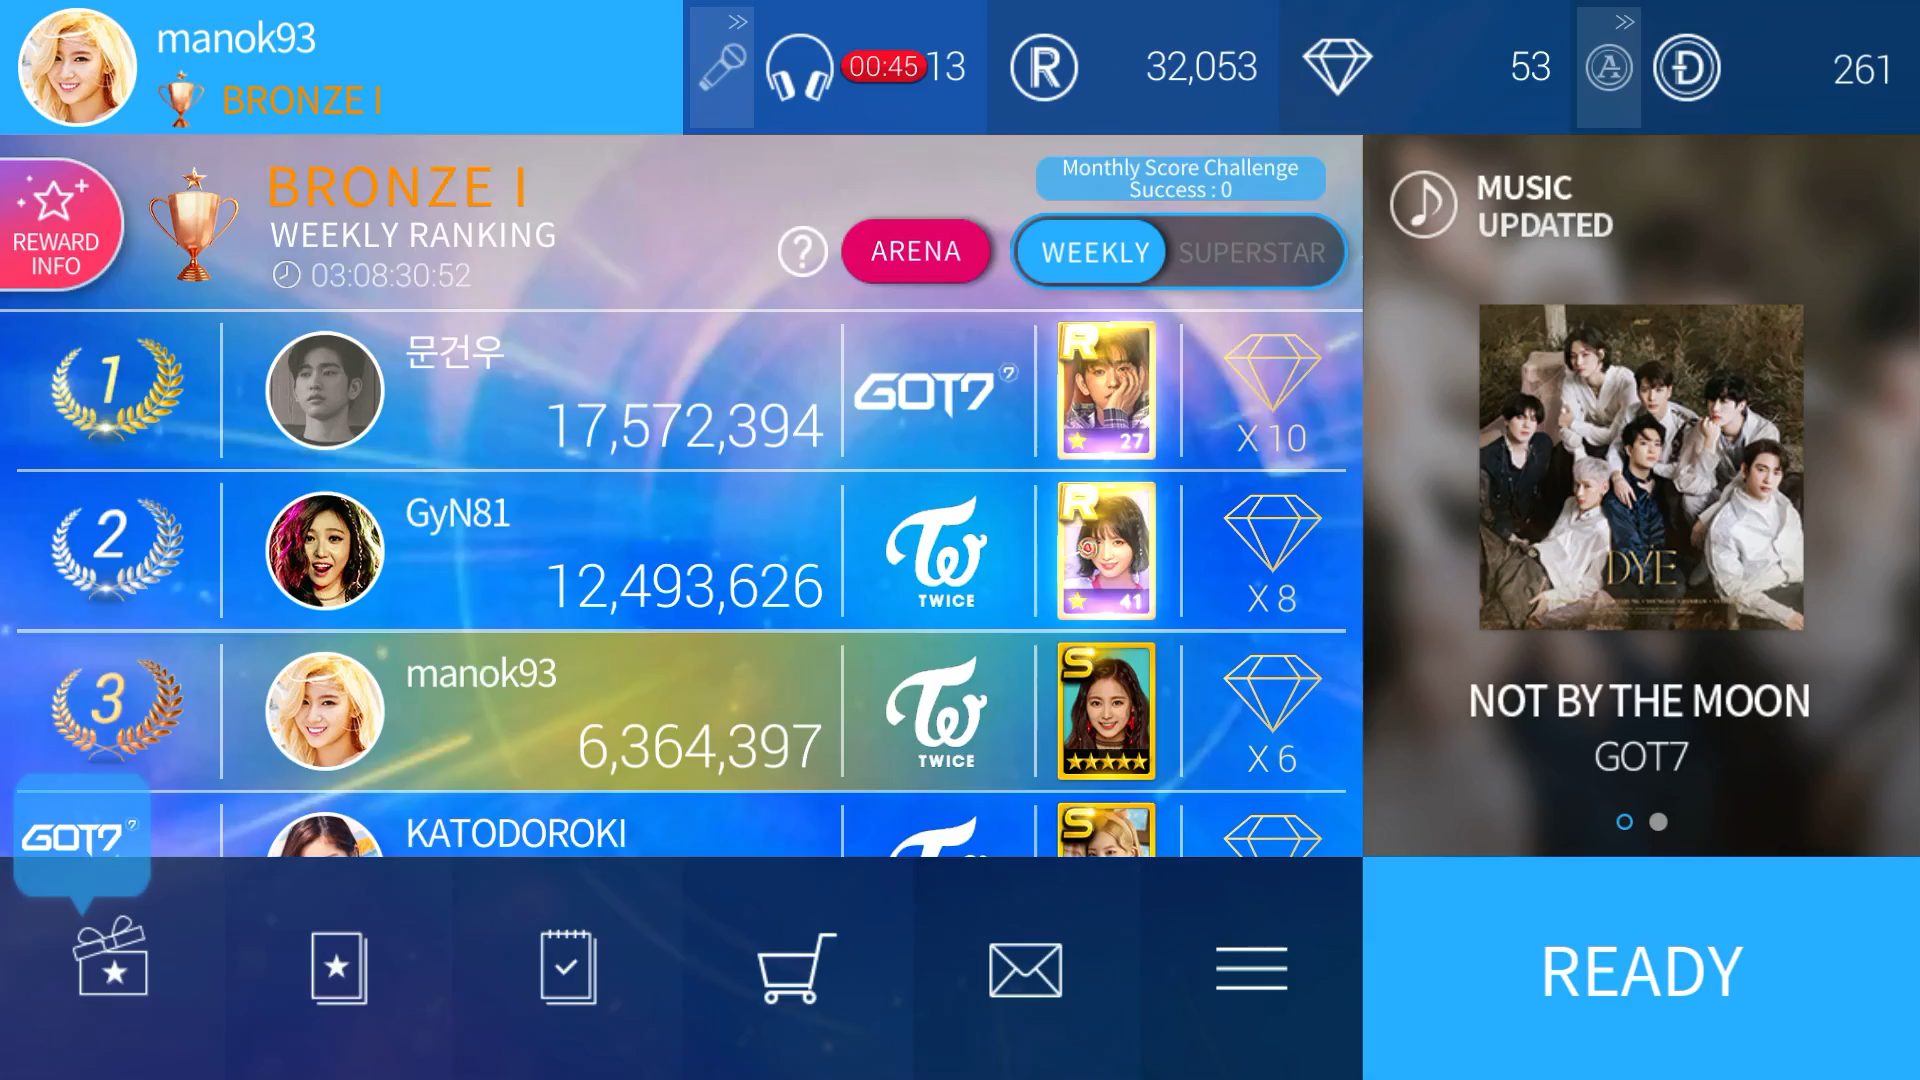 manok93
BRONZE I
00:45
13
R
32,053
53
A
Đ
261
REWARD
INFO
BRONZE I
WEEKLY RANKING
03:08:30:52
Monthly Score Challenge
Success : 0
?
ARENA
WEEKLY
SUPERSTAR
1
문건우
17,572,394
GOT7 7
R
27
X 10
2
GyN81
12,493,626
TWICE
R
41
X 8
3
manok93
6,364,397
TWICE
S
X 6
KATODOROKI
S
GOT7 7
MUSIC
UPDATED
DYE
NOT BY THE MOON
GOT7
READY